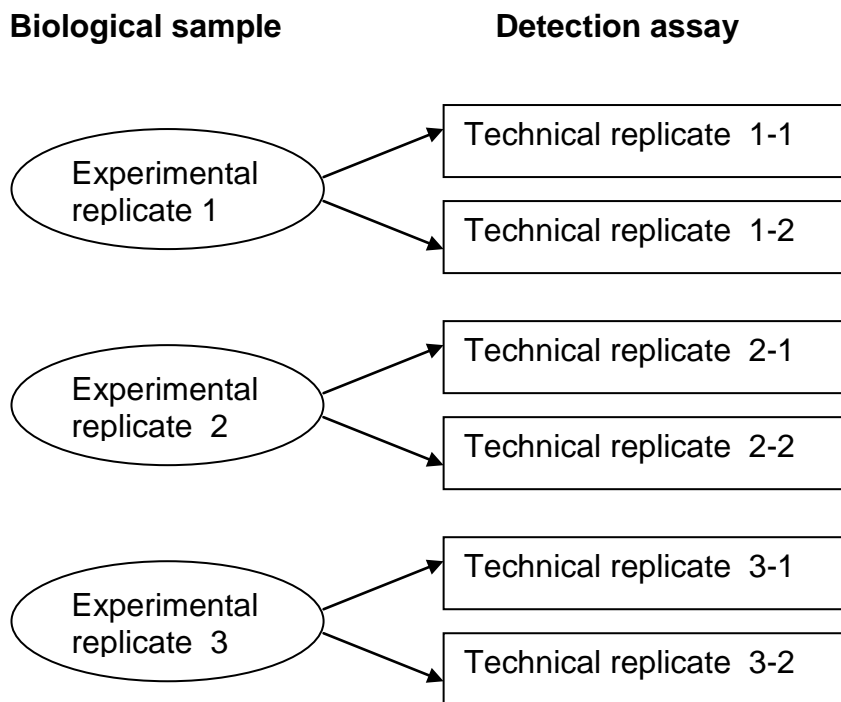 Biological sample
Detection assay
Experimental
replicate 1
Technical replicate 1-1
Technical replicate 1-2
Experimental
replicate 2
Technical replicate 2-1
Technical replicate 2-2
Experimental
replicate 3
Technical replicate 3-1
Technical replicate 3-2